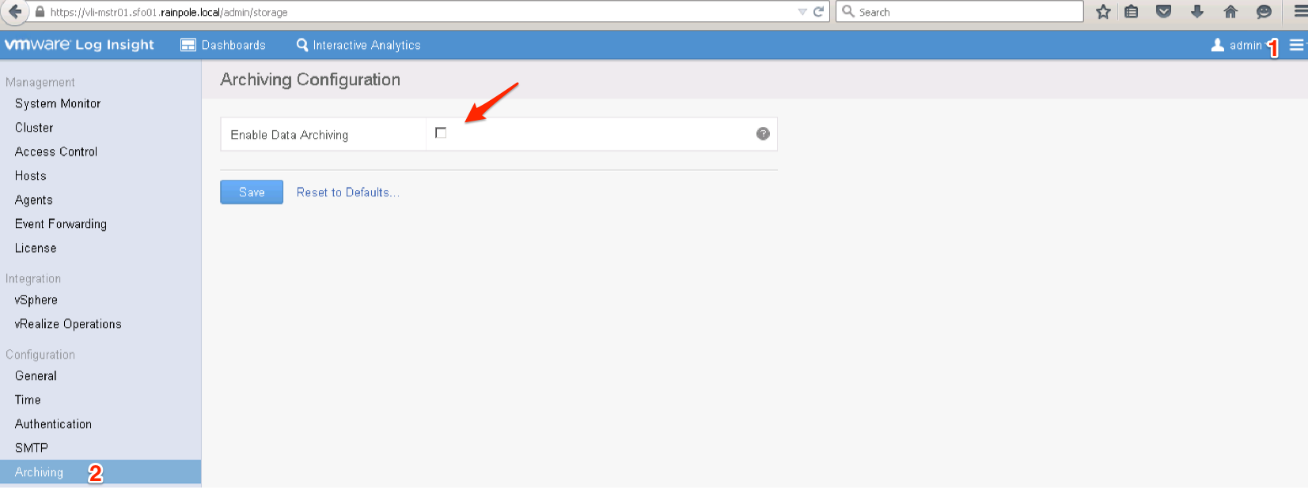 https://vli-mstr01.sfo01.rainpole.local/admin/storage
Search
vmware Log Insight
Dashboards
Interactive Analytics
admin
1
Management
System Monitor
Cluster
Access Control
Hosts
Agents
Event Forwarding
License
Integration
vSphere
vRealize Operations
Configuration
General
Time
Authentication
SMTP
Archiving
2
Archiving Configuration
Enable Data Archiving
?
Save
Reset to Defaults...